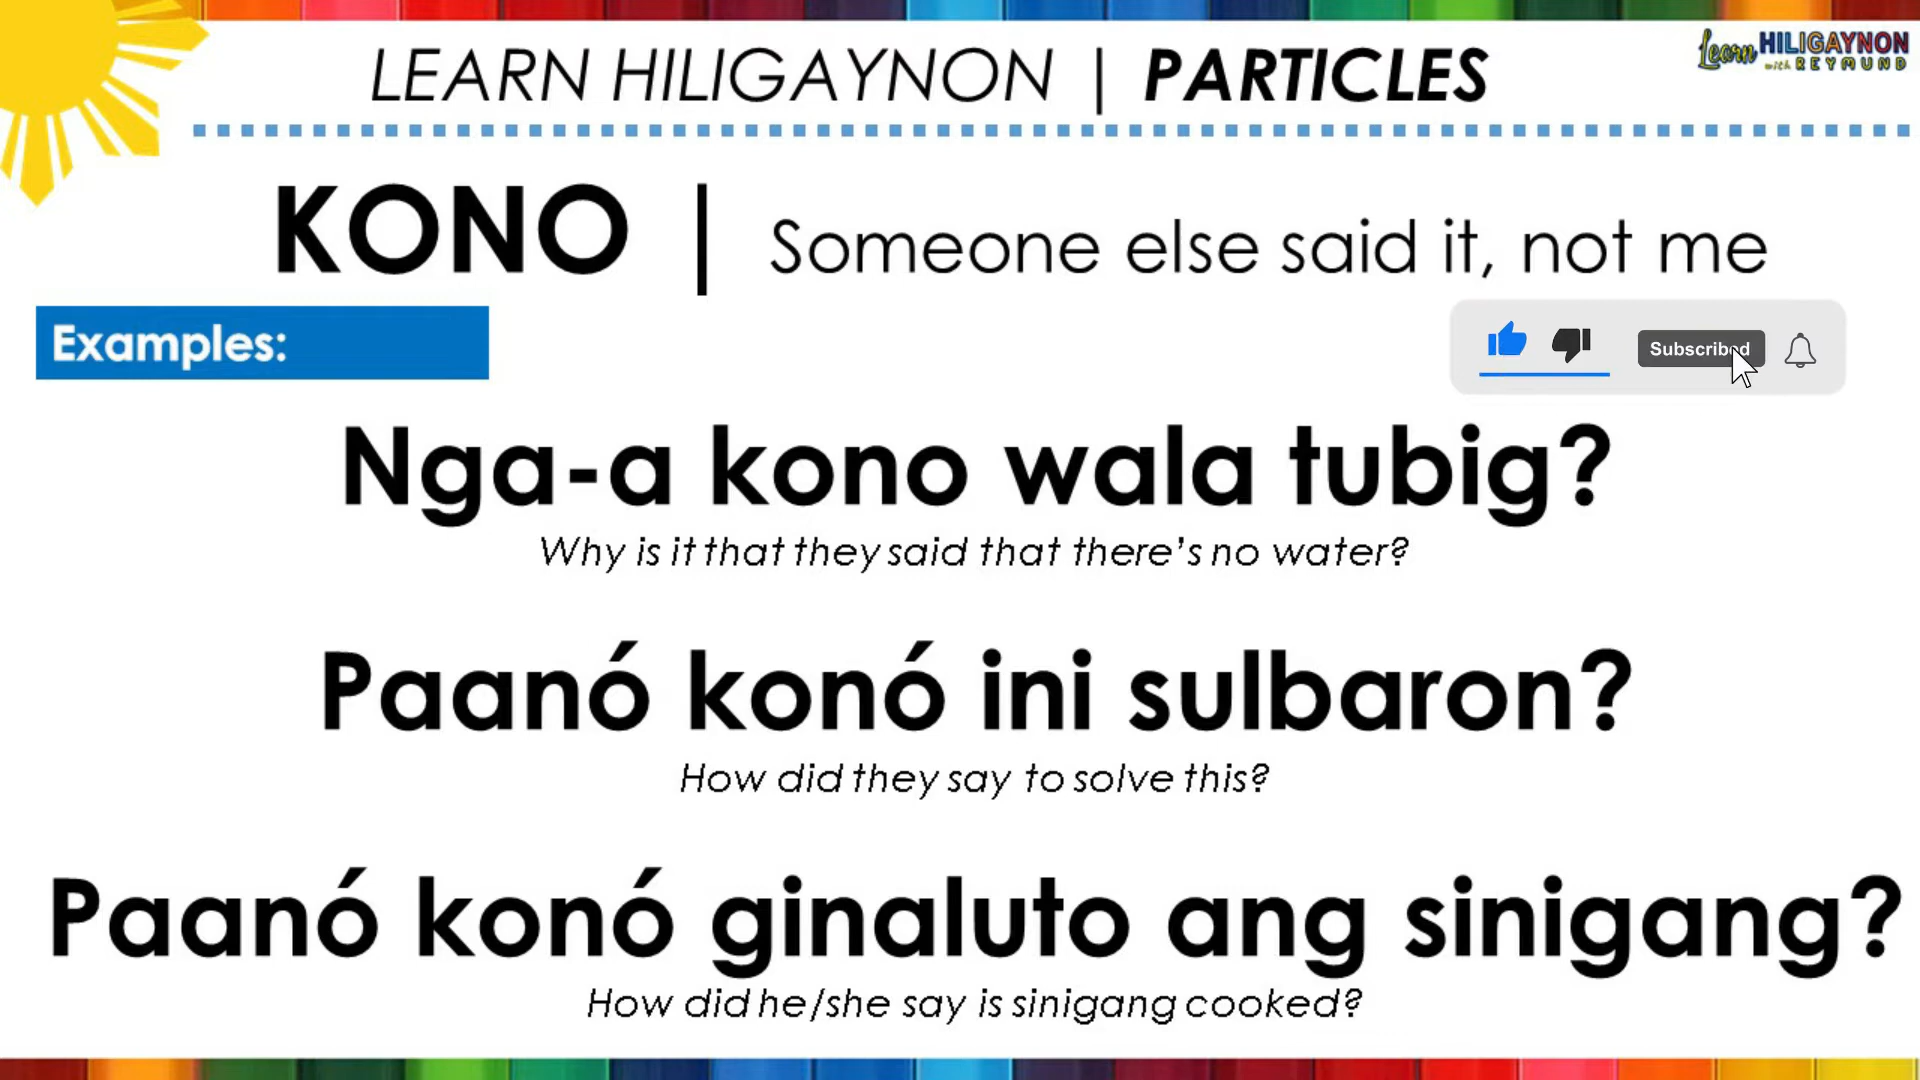 LEARN HILIGAYNON | PARTICLES
Learn HILIGAYNON
with REYMUND
KONO | Someone else said it, not me
Examples:
Subscribed
Nga-a kono wala tubig?
Why is it that they said that there's no water?
Paanó konó ini sulbaron?
How did they say to solve this?
Paanó konó ginaluto ang sinigang?
How did he/she say is sinigang cooked?